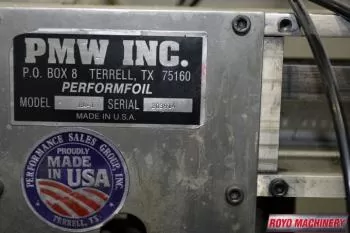 PMW INC.
P.O. BOX 8 TERRELL, TX 75160
PERFORMFOIL
MODEL SERIAL
MADE IN U.S.A.
PERFORMANCE SALES GROUP, INC.
PROUDLY
MADE IN
USA
TERRELL, TX.
ROYO MACHINERY